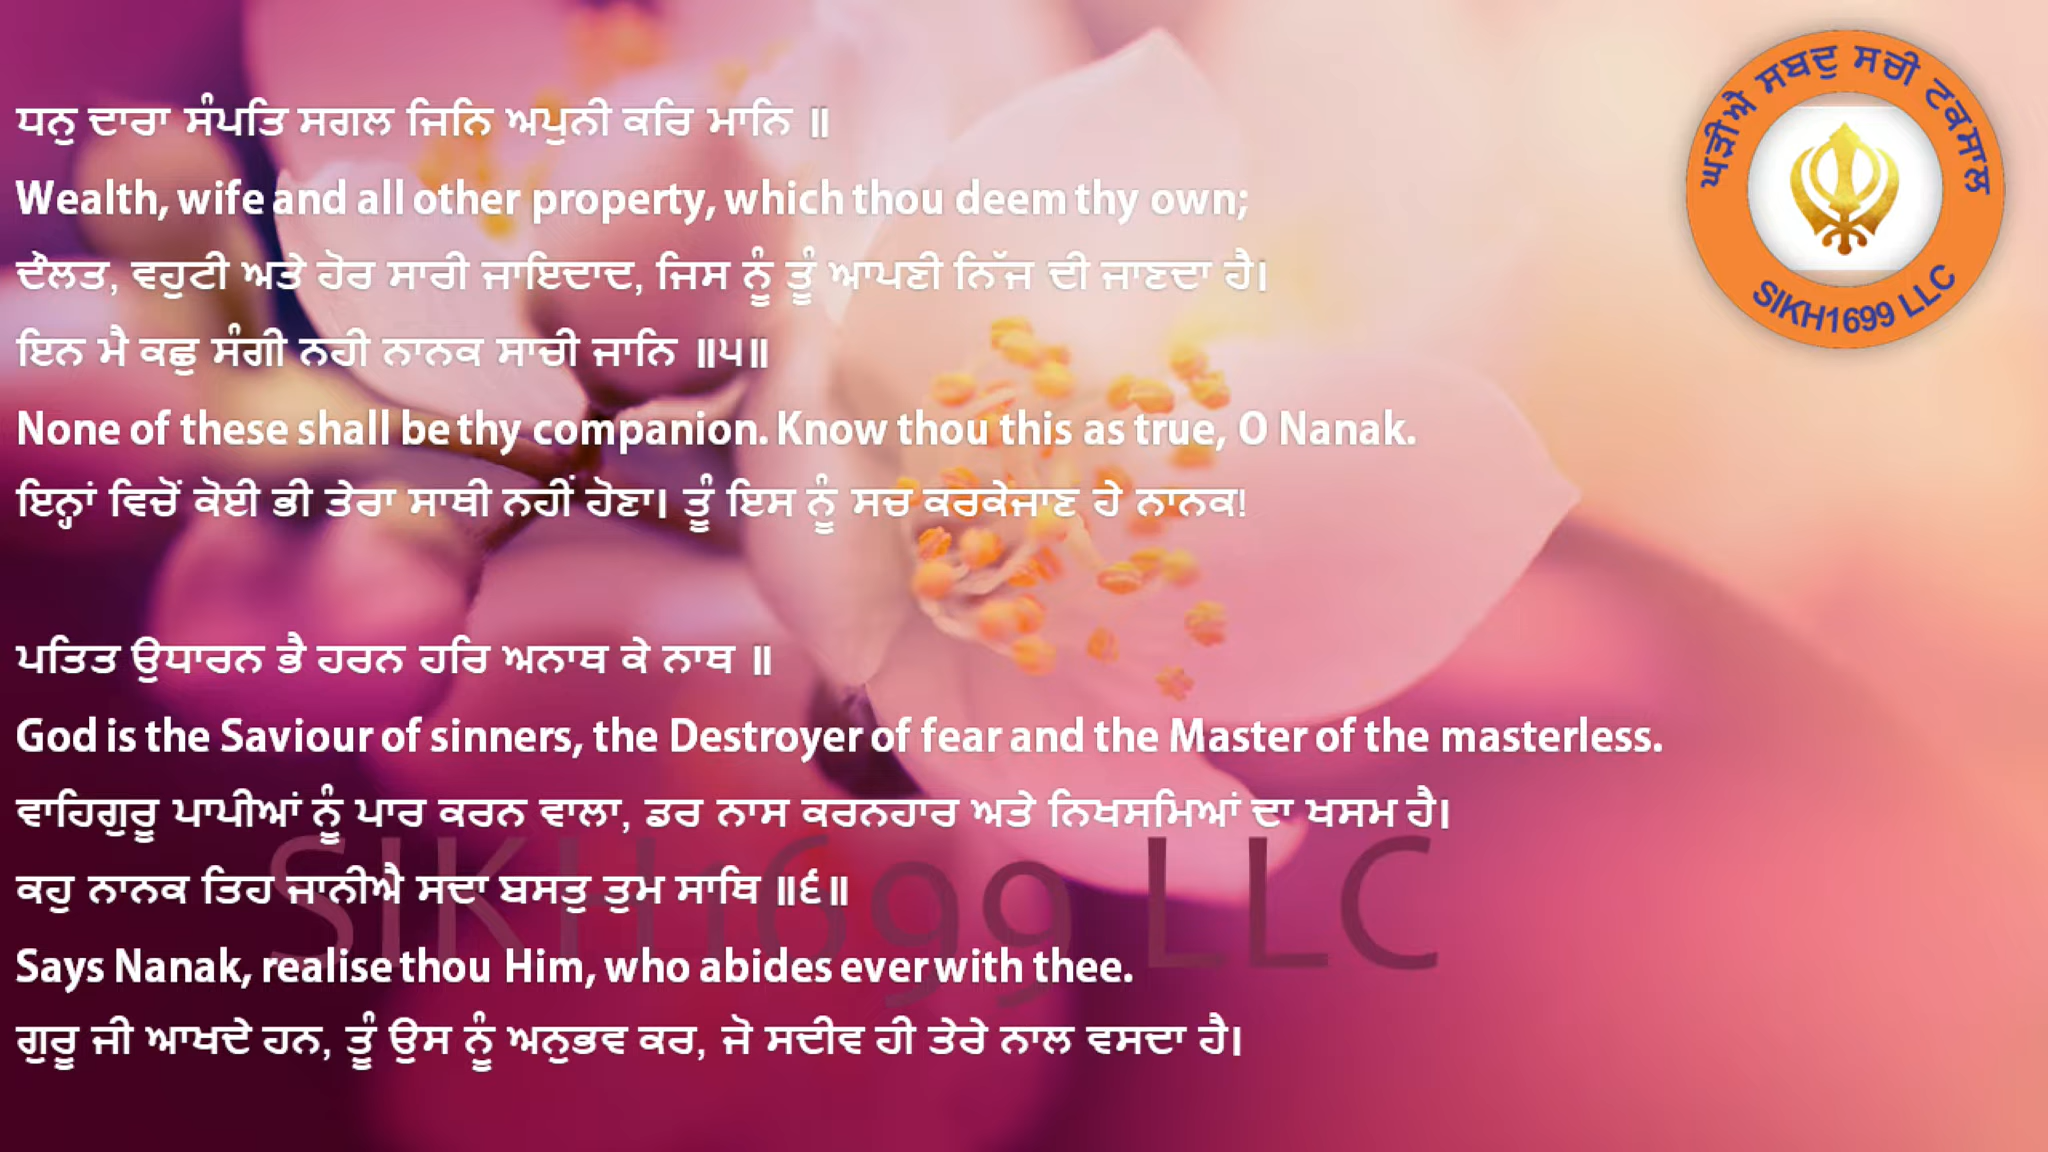 ਧਨੁ ਦਾਰਾ ਸੰਪਤਿ ਸਗਲ ਜਿਨਿ ਅਪੁਨੀ ਕਰਿ ਮਾਨਿ ॥
Wealth, wife and all other property, which thou deem thy own;
ਦੌਲਤ, ਵਹੁਟੀ ਅਤੇ ਹੋਰ ਸਾਰੀ ਜਾਇਦਾਦ, ਜਿਸ ਨੂੰ ਤੂੰ ਆਪਣੀ ਨਿੱਜ ਦੀ ਜਾਣਦਾ ਹੈ।
ਇਨ ਮੈ ਕਛੁ ਸੰਗੀ ਨਹੀ ਨਾਨਕ ਸਾਚੀ ਜਾਨਿ ॥੫॥
None of these shall be thy companion. Know thou this as true, O Nanak.
ਇਨ੍ਹਾਂ ਵਿਚੋਂ ਕੋਈ ਭੀ ਤੇਰਾ ਸਾਥੀ ਨਹੀਂ ਹੋਣਾ। ਤੂੰ ਇਸ ਨੂੰ ਸਚ ਕਰਕੇਜਾਣ ਹੇ ਨਾਨਕ!
ਪਤਿਤ ਉਧਾਰਨ ਭੈ ਹਰਨ ਹਰਿ ਅਨਾਥ ਕੇ ਨਾਥ ॥
God is the Saviour of sinners, the Destroyer of fear and the Master of the masterless.
ਵਾਹਿਗੁਰੂ ਪਾਪੀਆਂ ਨੂੰ ਪਾਰ ਕਰਨ ਵਾਲਾ, ਡਰ ਨਾਸ ਕਰਨਹਾਰ ਅਤੇ ਨਿਖਸਮਿਆਂ ਦਾ ਖਸਮ ਹੈ।
ਕਹੁ ਨਾਨਕ ਤਿਹ ਜਾਨੀਐ ਸਦਾ ਬਸਤੁ ਤੁਮ ਸਾਥਿ ॥੬॥
Says Nanak, realise thou Him, who abides ever with thee.
ਗੁਰੂ ਜੀ ਆਖਦੇ ਹਨ, ਤੂੰ ਉਸ ਨੂੰ ਅਨੁਭਵ ਕਰ, ਜੋ ਸਦੀਵ ਹੀ ਤੇਰੇ ਨਾਲ ਵਸਦਾ ਹੈ।
ਘੜੀਐ ਸਬਦੁ ਸਚੀ ਟਕਸਾਲ
SIKH1699 LLC
SIKH1699 LLC